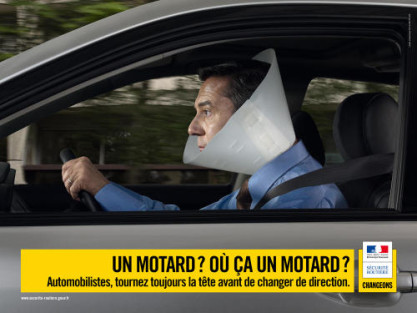 UN MOTARD ? OÙ ÇA UN MOTARD ?
Automobilistes, tournez toujours la tête avant de changer de direction.
SÉCURITÉ
ROUTIÈRE
CHANGEONS
www.securite-routiere.gouv.fr